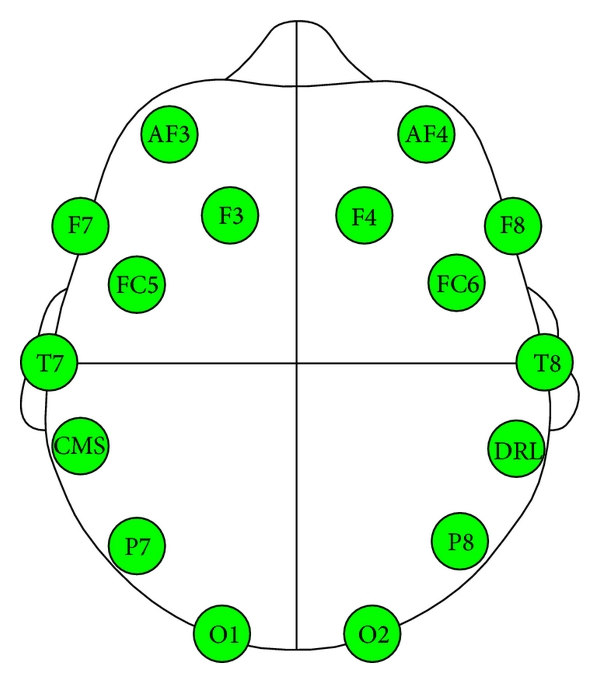 AF3 AF4
F3 F4
F7 F8
FC5 FC6
T7 T8
CMS DRL
P7 P8
O1 O2